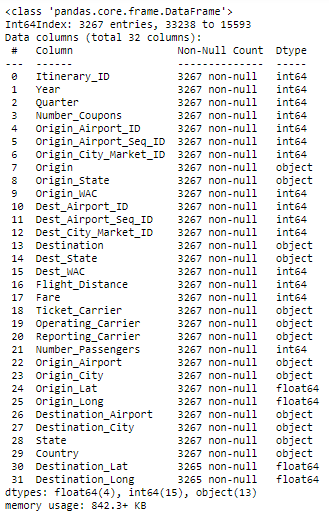 <class 'pandas.core.frame.DataFrame'>
Int64Index: 3267 entries, 33238 to 15593
Data columns (total 32 columns):
 #   Column                Non-Null Count  Dtype
---  ------                --------------  -----
 0   Itinerary_ID          3267 non-null   int64
 1   Year                  3267 non-null   int64
 2   Quarter               3267 non-null   int64
 3   Number_Coupons        3267 non-null   int64
 4   Origin_Airport_ID     3267 non-null   int64
 5   Origin_Airport_Seq_ID 3267 non-null   int64
 6   Origin_City_Market_ID 3267 non-null   int64
 7   Origin                3267 non-null   object
 8   Origin_State          3267 non-null   object
 9   Origin_WAC            3267 non-null   int64
 10  Dest_Airport_ID       3267 non-null   int64
 11  Dest_Airport_Seq_ID   3267 non-null   int64
 12  Dest_City_Market_ID   3267 non-null   int64
 13  Destination           3267 non-null   object
 14  Dest_State            3267 non-null   object
 15  Dest_WAC              3267 non-null   int64
 16  Flight_Distance       3267 non-null   int64
 17  Fare                  3267 non-null   int64
 18  Ticket_Carrier        3267 non-null   object
 19  Operating_Carrier     3267 non-null   object
 20  Reporting_Carrier     3267 non-null   object
 21  Number_Passengers     3267 non-null   int64
 22  Origin_Airport        3267 non-null   object
 23  Origin_City           3267 non-null   object
 24  Origin_Lat            3267 non-null   float64
 25  Origin_Long           3267 non-null   float64
 26  Destination_Airport   3267 non-null   object
 27  Destination_City      3267 non-null   object
 28  State                 3267 non-null   object
 29  Country               3267 non-null   object
 30  Destination_Lat       3265 non-null   float64
 31  Destination_Long      3265 non-null   float64
dtypes: float64(4), int64(15), object(13)
memory usage: 842.3+ KB